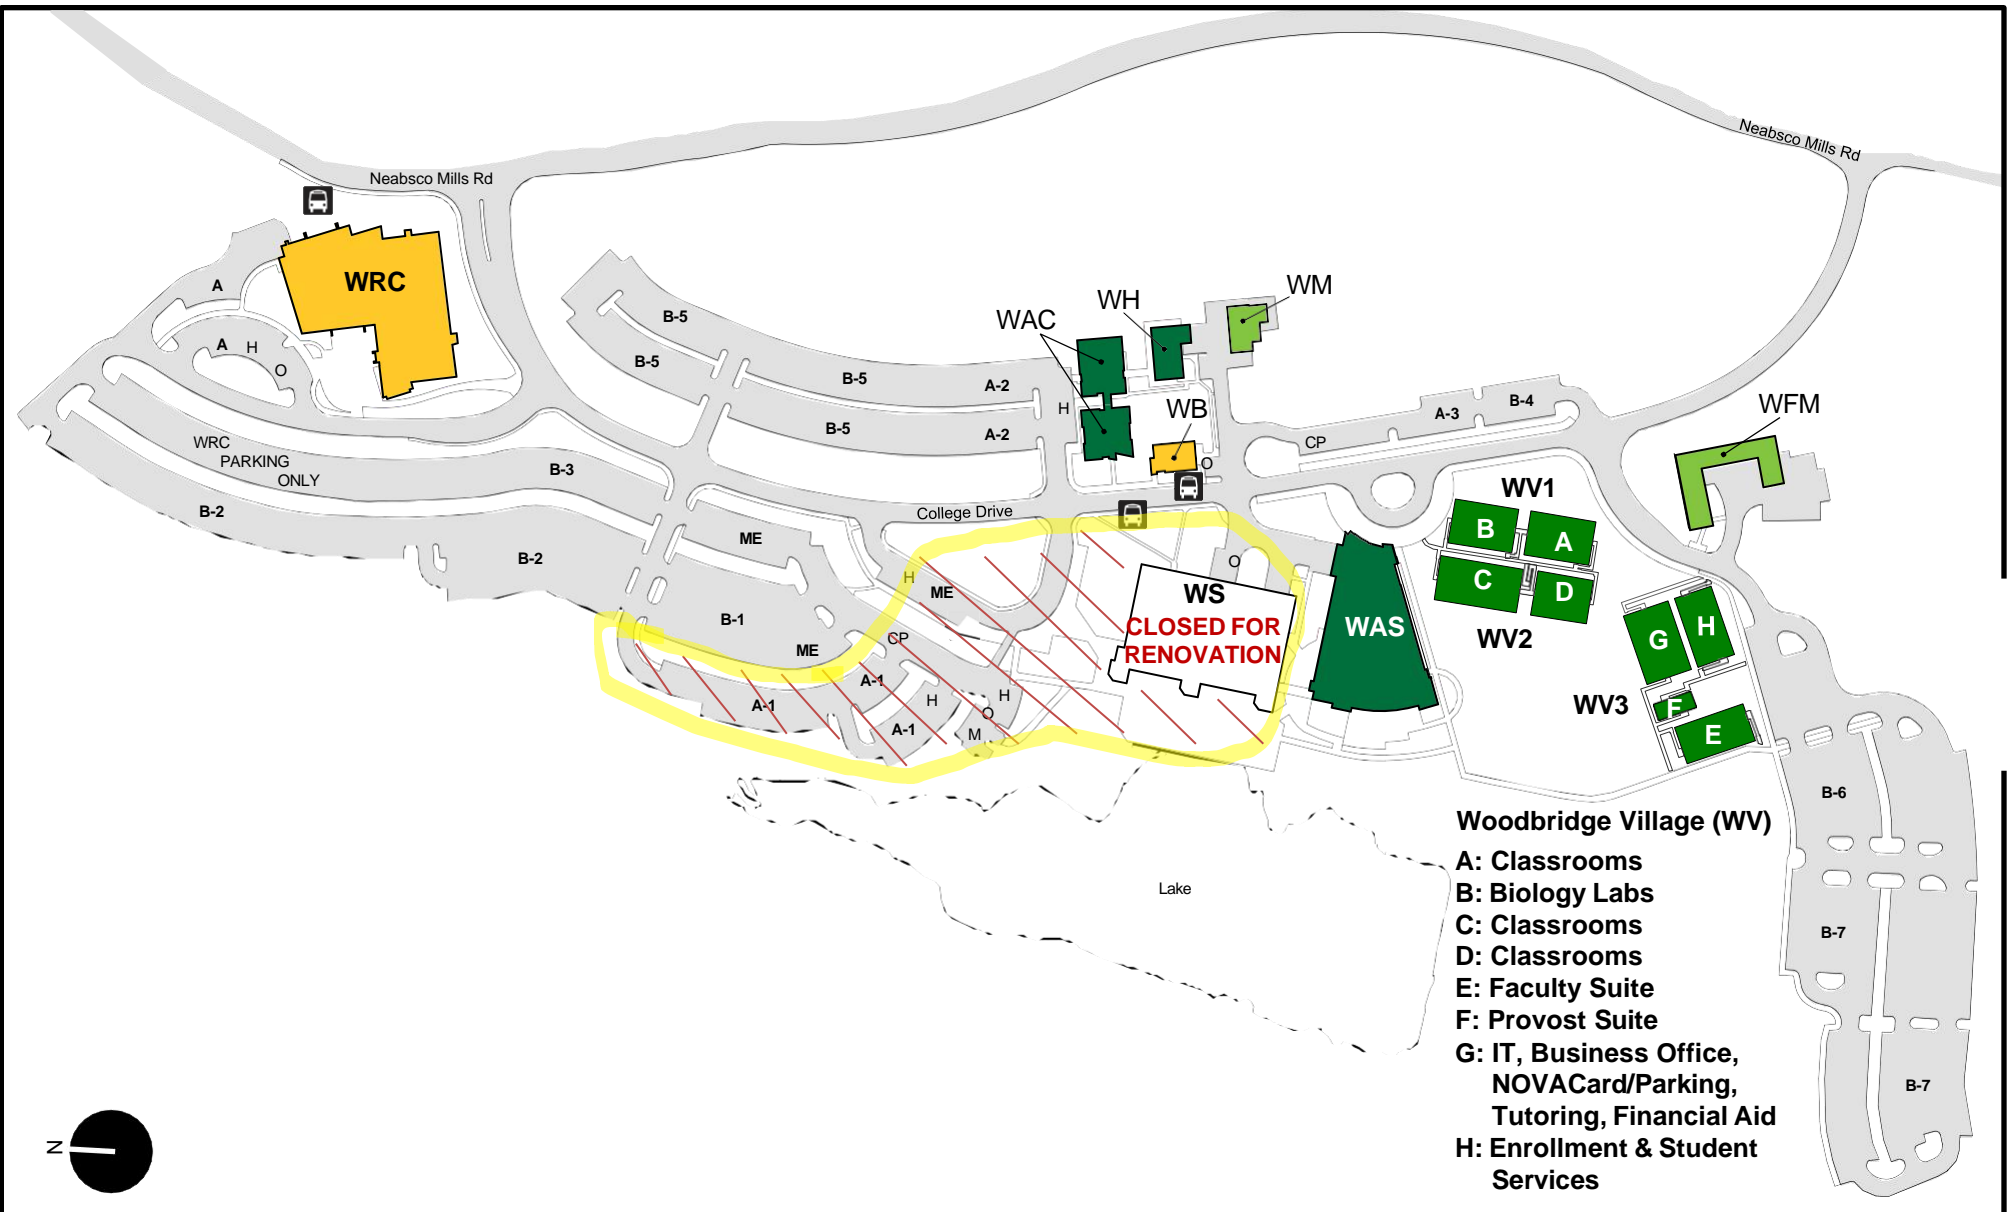 Neabsco Mills Rd
Neabsco Mills Rd
WRC
A
A
H
O
WM
WH
WAC
B-5
B-5
B-5
A-2
B-5
A-2
H
WB
O
CP
A-3
B-4
WFM
WRC
PARKING
ONLY
B-3
B-2
B-2
College Drive
ME
H
ME
O
WS
CLOSED FOR
RENOVATION
WAS
WV1
B
A
C
D
WV2
G
H
WV3
F
E
B-1
ME
CP
A-1
A-1
H
H
A-1
O
M
Lake
B-6
B-7
B-7
Woodbridge Village (WV)
A: Classrooms
B: Biology Labs
C: Classrooms
D: Classrooms
E: Faculty Suite
F: Provost Suite
G: IT, Business Office,
NOVACard/Parking,
Tutoring, Financial Aid
H: Enrollment & Student
Services
N